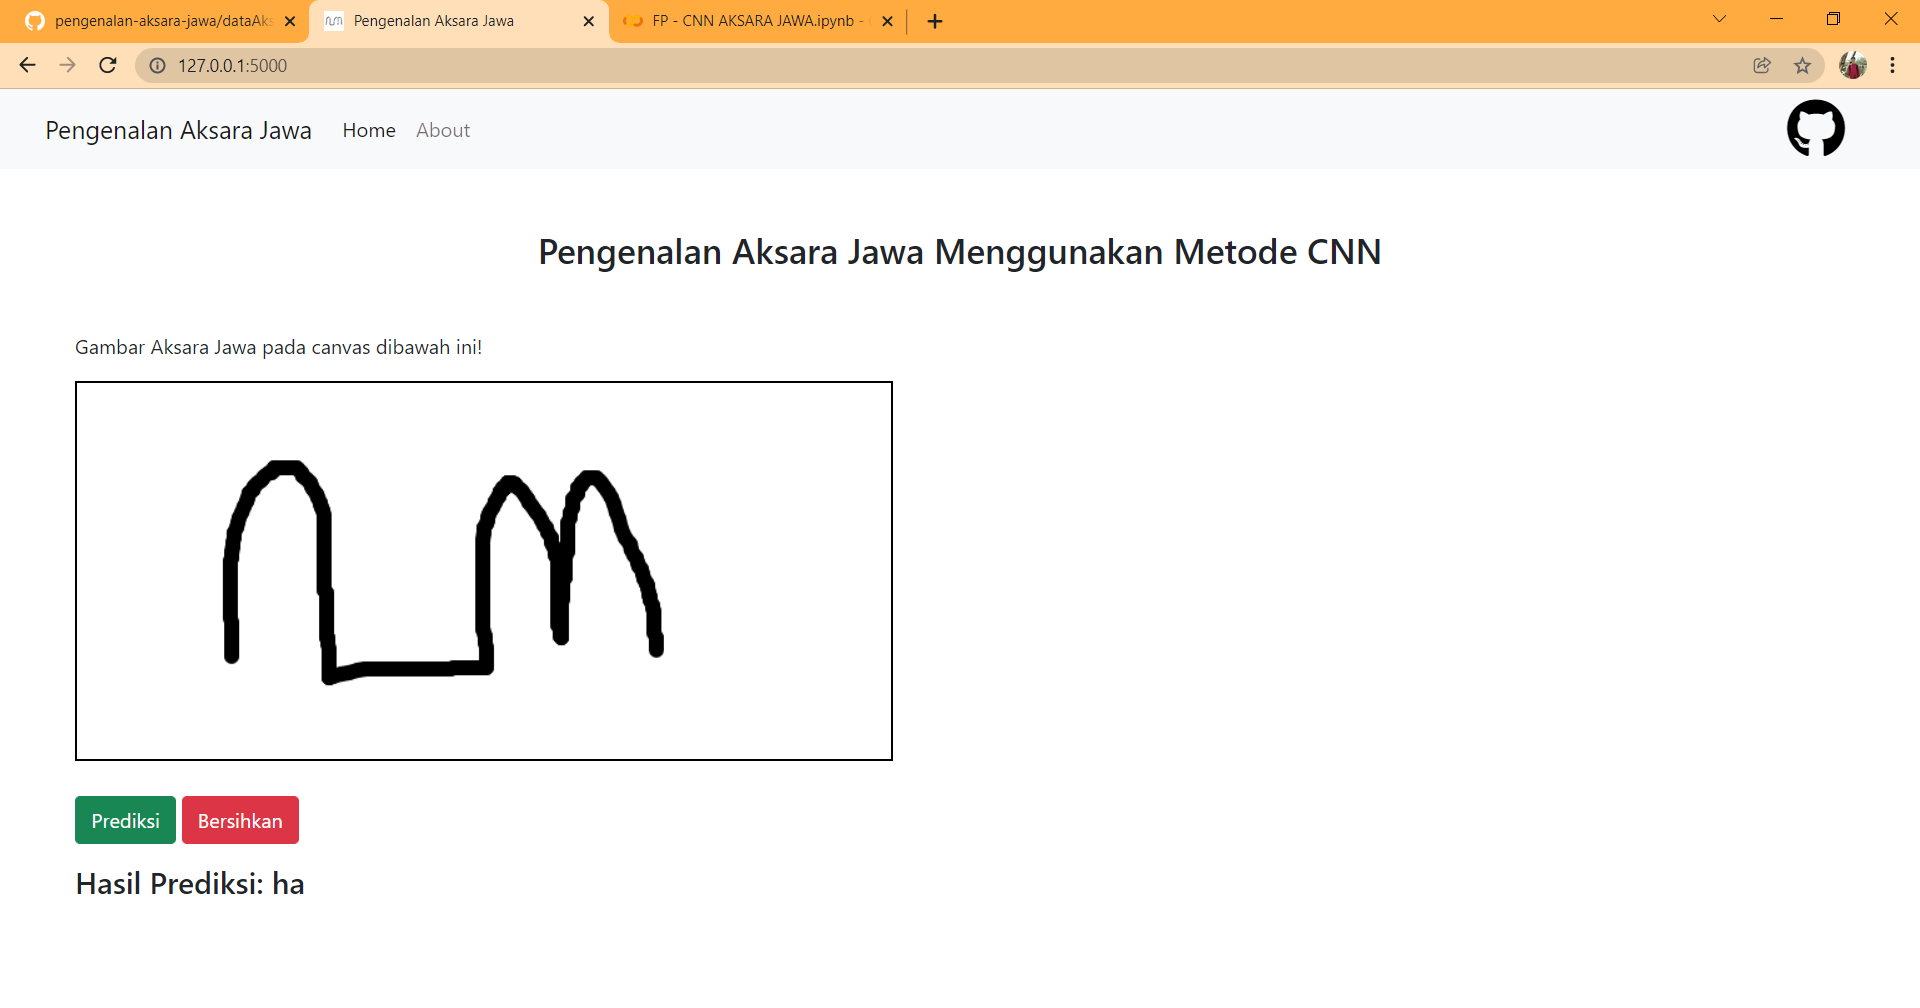 pengenalan-aksara-jawa/dataAks
Pengenalan Aksara Jawa
FP - CNN AKSARA JAWA.ipynb -
127.0.0.1:5000
Pengenalan Aksara Jawa Home About
Pengenalan Aksara Jawa Menggunakan Metode CNN
Gambar Aksara Jawa pada canvas dibawah ini!
ꦲ
Prediksi Bersihkan
Hasil Prediksi: ha